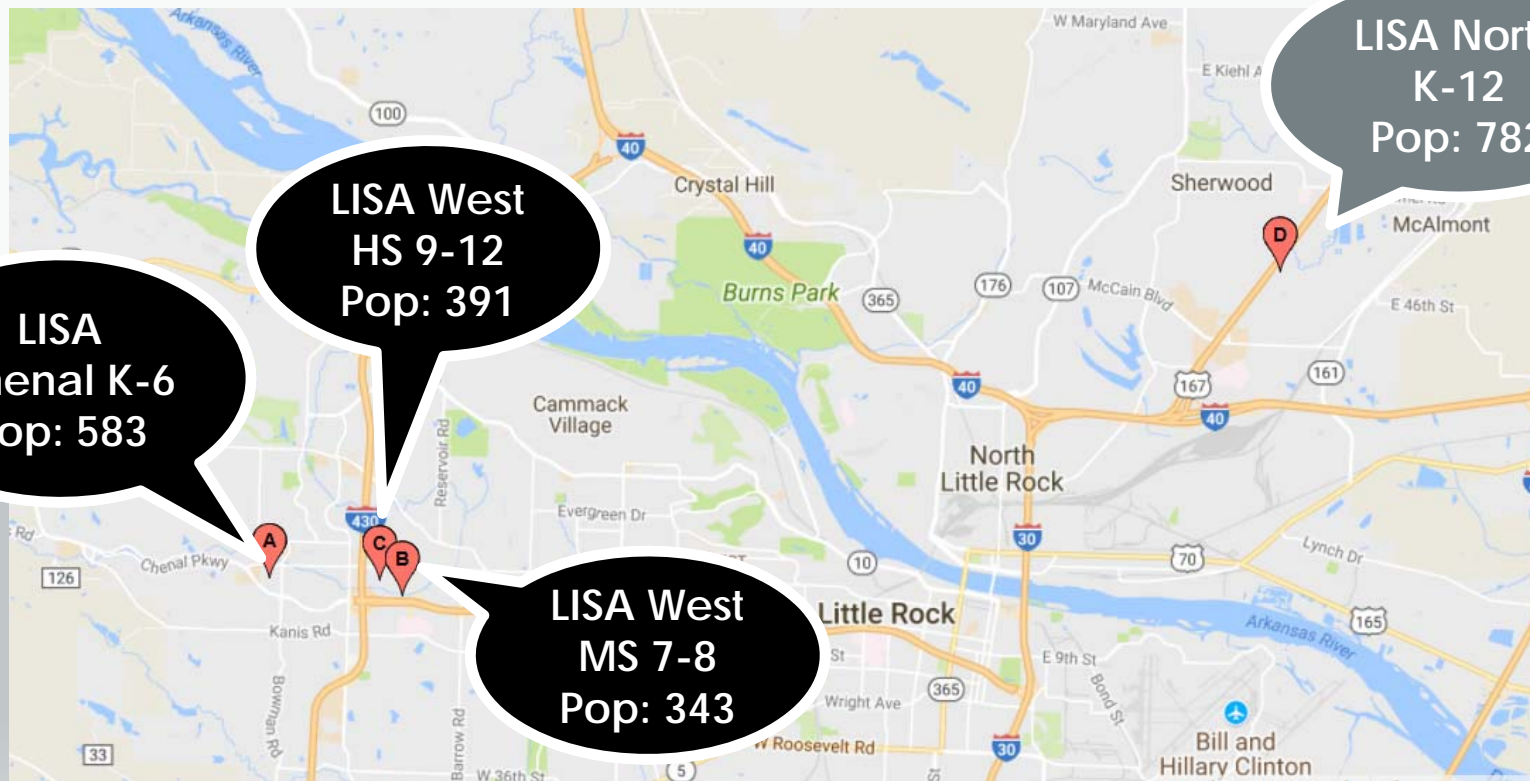 LISA Nort
K-12
Pop: 782
LISA West
HS 9-12
Pop: 391
LISA
henal K-6
op: 583
LISA West
MS 7-8
Pop: 343
Arkansas River
100
40
W Maryland Ave
E Kiehl A
Crystal Hill
Sherwood
McAlmont
D
40
Burns Park
365
176
107
McCain Blvd
E 46th St
161
167
40
40
Cammack
Village
Reservoir Rd
North
Little Rock
430
Evergreen Dr
A
C
B
s Rd
Chenal Pkwy
126
30
70
Lynch Dr
10
Little Rock
165
Arkansas River
Kanis Rd
St
E 9th St
Bond St
365
Wright Ave
Bowman Rd
Barrow Rd
33
W Roosevelt Rd
30
Bill and
Hillary Clinton
W 36th St
5
St